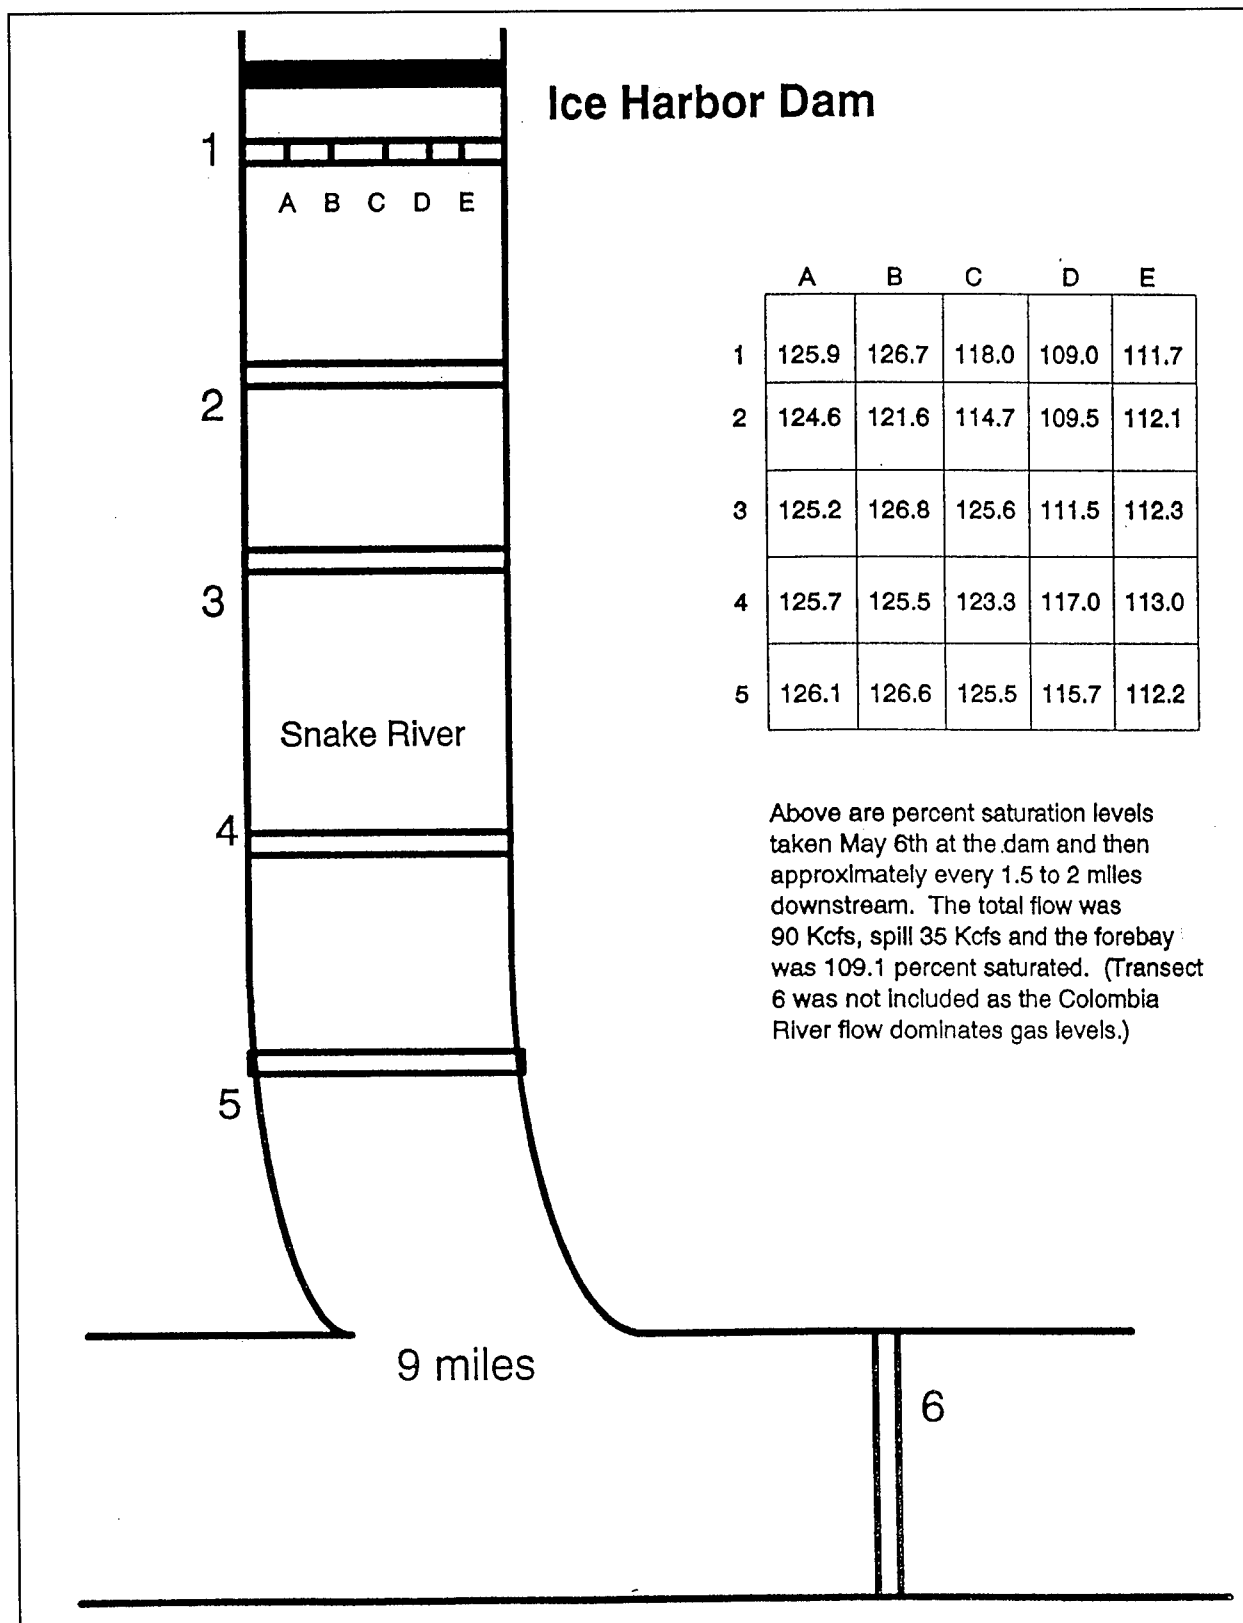 Ice Harbor Dam
1
A B C D E
A B C D E
1 125.9 126.7 118.0 109.0 111.7
2 124.6 121.6 114.7 109.5 112.1
3 125.2 126.8 125.6 111.5 112.3
4 125.7 125.5 123.3 117.0 113.0
5 126.1 126.6 125.5 115.7 112.2
2
3
Snake River
4
Above are percent saturation levels
taken May 6th at the dam and then
approximately every 1.5 to 2 miles
downstream. The total flow was
90 Kcfs, spill 35 Kcfs and the forebay
was 109.1 percent saturated. (Transect
6 was not included as the Colombia
River flow dominates gas levels.)
5
9 miles
6